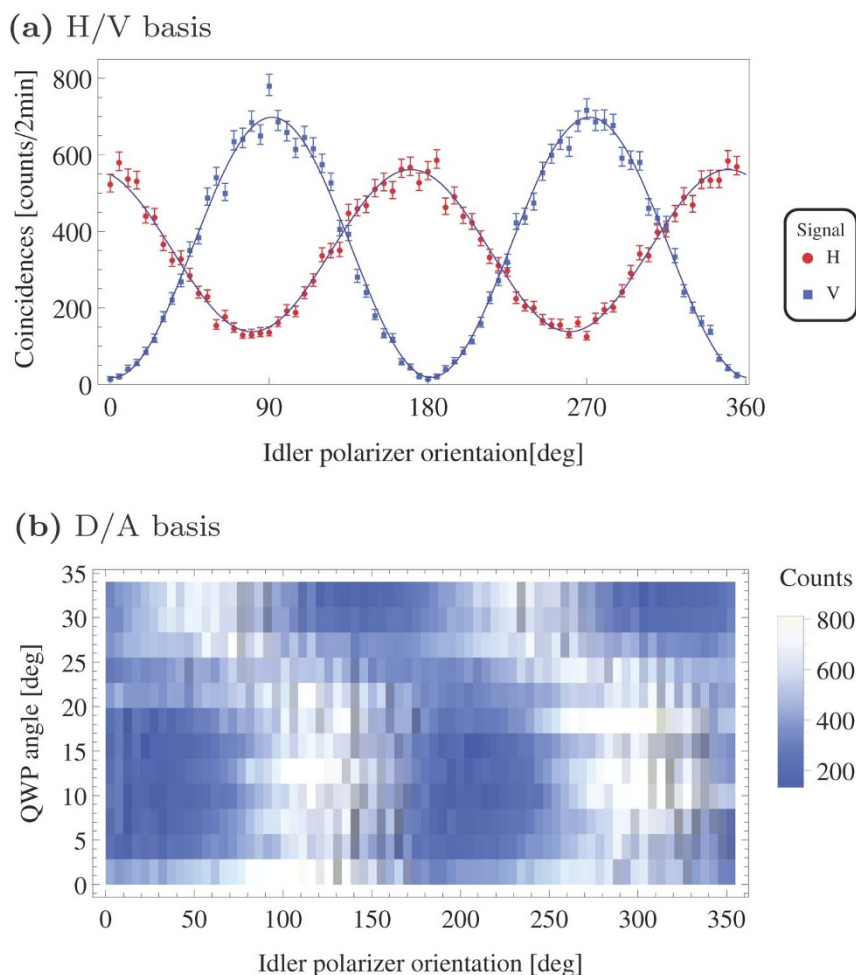 (a) H/V basis
Coincidences [counts/2min]
800
600
400
200
0
0 90 180 270 360
Idler polarizer orientaion[deg]
Signal
H
V
(b) D/A basis
QWP angle [deg]
35
30
25
20
15
10
5
0
0 50 100 150 200 250 300 350
Idler polarizer orientation [deg]
Counts
800
600
400
200